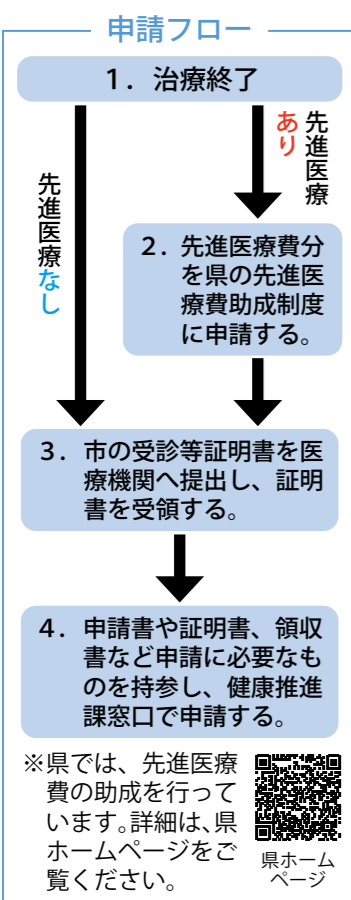 申請フロー
1．治療終了
先進医療
あり
先進医療なし
2．先進医療費分
を県の先進医
療費助成制度
に申請する。
3．市の受診等証明書を医
療機関へ提出し、証明
書を受領する。
4．申請書や証明書、領収
書など申請に必要なも
のを持参し、健康推進
課窓口で申請する。
※県では、先進医療
費の助成を行って
います。詳細は、県
ホームページをご
覧ください。
県ホーム
ページ